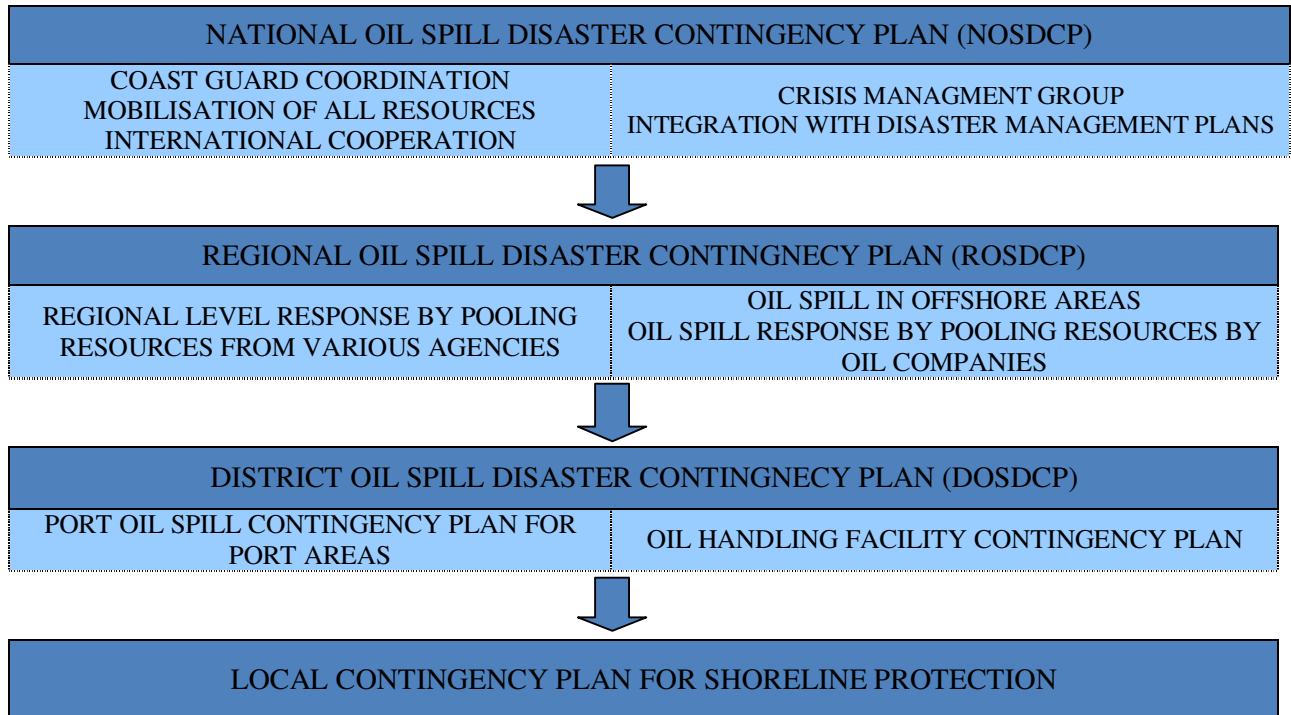 NATIONAL OIL SPILL DISASTER CONTINGENCY PLAN (NOSDCP)
COAST GUARD COORDINATION
MOBILISATION OF ALL RESOURCES
INTERNATIONAL COOPERATION
CRISIS MANAGMENT GROUP
INTEGRATION WITH DISASTER MANAGEMENT PLANS
REGIONAL OIL SPILL DISASTER CONTINGNECY PLAN (ROSDCP)
REGIONAL LEVEL RESPONSE BY POOLING
RESOURCES FROM VARIOUS AGENCIES
OIL SPILL IN OFFSHORE AREAS
OIL SPILL RESPONSE BY POOLING RESOURCES BY
OIL COMPANIES
DISTRICT OIL SPILL DISASTER CONTINGNECY PLAN (DOSDCP)
PORT OIL SPILL CONTINGENCY PLAN FOR
PORT AREAS
OIL HANDLING FACILITY CONTINGENCY PLAN
LOCAL CONTINGENCY PLAN FOR SHORELINE PROTECTION